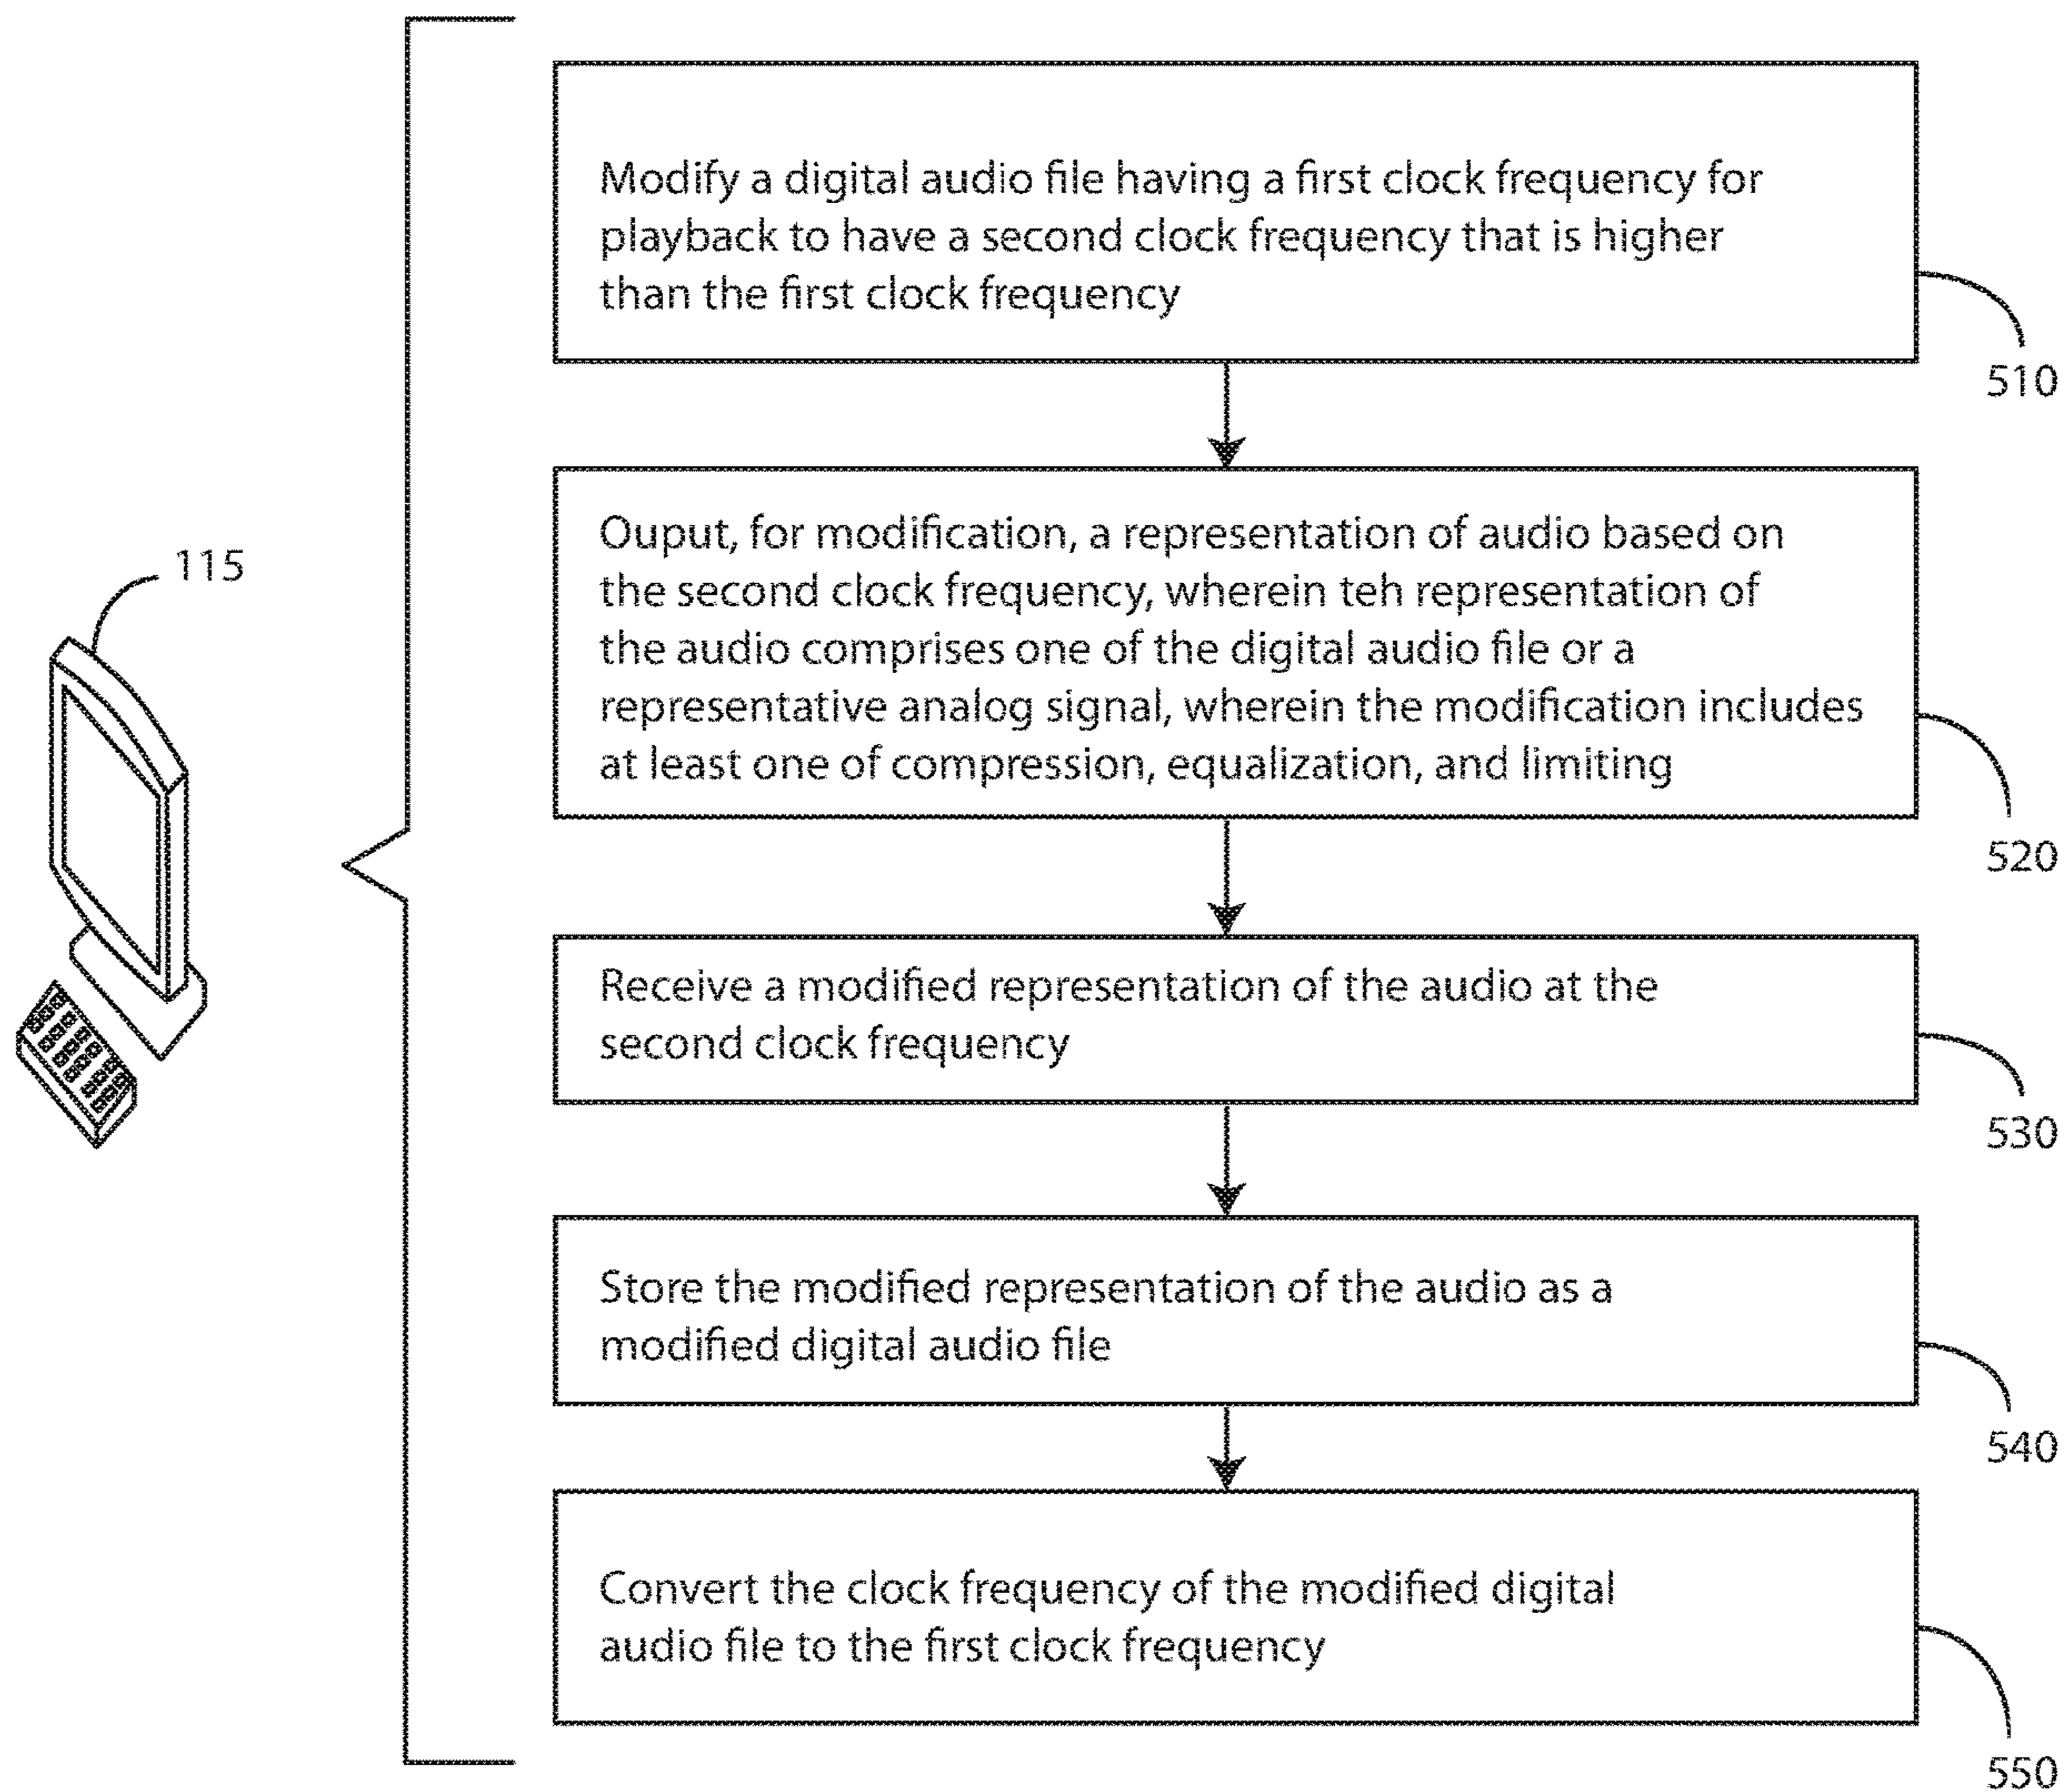 Modify a digital audio file having a first clock frequency for
playback to have a second clock frequency that is higher
than the first clock frequency
510
Ouput, for modification, a representation of audio based on
the second clock frequency, wherein teh representation of
the audio comprises one of the digital audio file or a
representative analog signal, wherein the modification includes
at least one of compression, equalization, and limiting
115
520
Receive a modified representation of the audio at the
second clock frequency
530
Store the modified representation of the audio as a
modified digital audio file
540
Convert the clock frequency of the modified digital
audio file to the first clock frequency
550